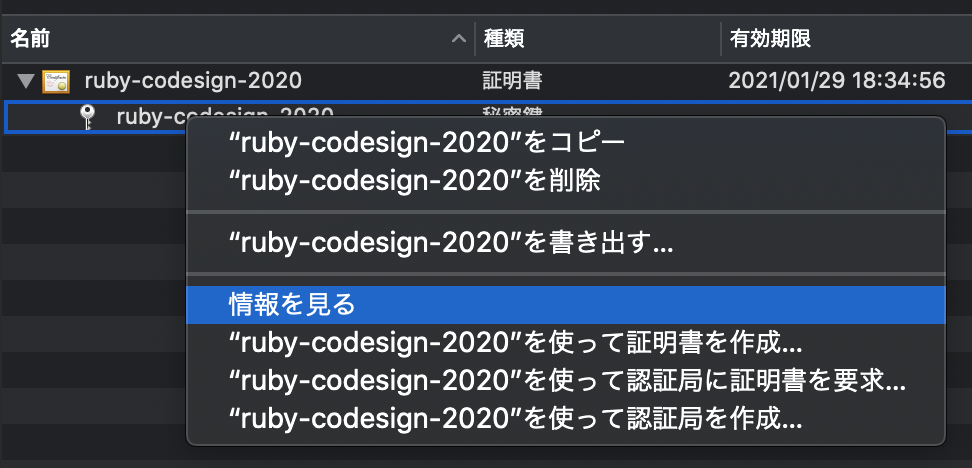 名前 種類 有効期限
ruby-codesign-2020 証明書 2021/01/29 18:34:56
ruby-codesign-2020 秘密鍵
“ruby-codesign-2020”をコピー
“ruby-codesign-2020”を削除
“ruby-codesign-2020”を書き出す...
情報を見る
“ruby-codesign-2020”を使って証明書を作成...
“ruby-codesign-2020”を使って認証局に証明書を要求...
“ruby-codesign-2020”を使って認証局を作成...